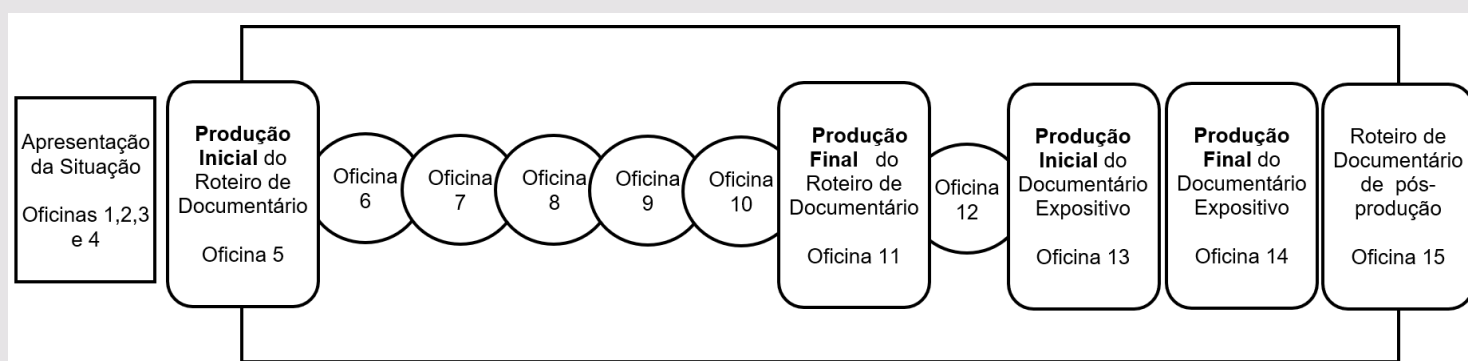 Apresentação
da Situação
Oficinas 1,2,3
e 4
Produção
Inicial do
Roteiro de
Documentário
Oficina 5
Oficina
6
Oficina
7
Oficina
8
Oficina
9
Oficina
10
Produção
Final do
Roteiro de
Documentário
Oficina 11
Oficina
12
Produção
Inicial do
Documentário
Expositivo
Oficina 13
Produção
Final do
Documentário
Expositivo
Oficina 14
Roteiro de
Documentário
de pós-
produção
Oficina 15